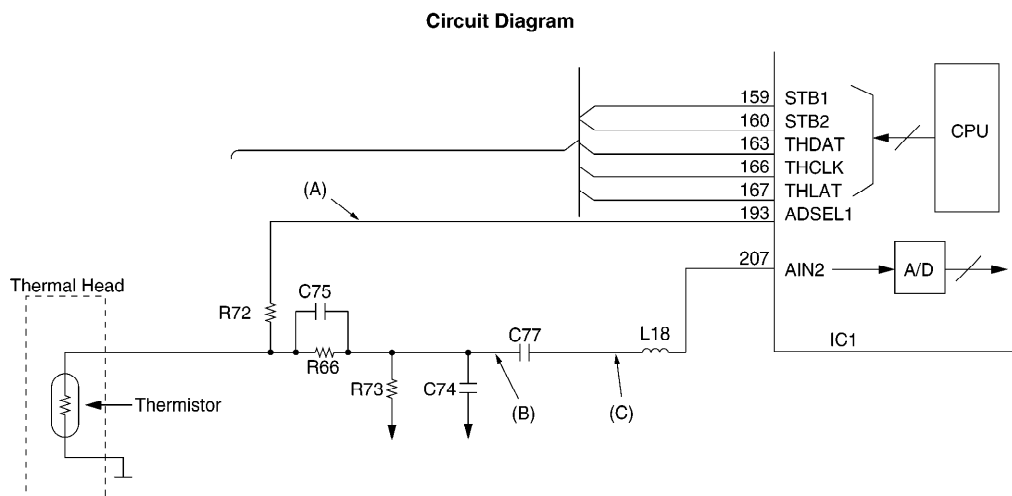 Circuit Diagram
159 STB1
160 STB2
163 THDAT
166 THCLK
167 THLAT
193 ADSEL1
CPU
(A)
207 AIN2
A/D
Thermal Head
R72
C75
C77
L18
IC1
R66
R73
C74
(B)
(C)
Thermistor